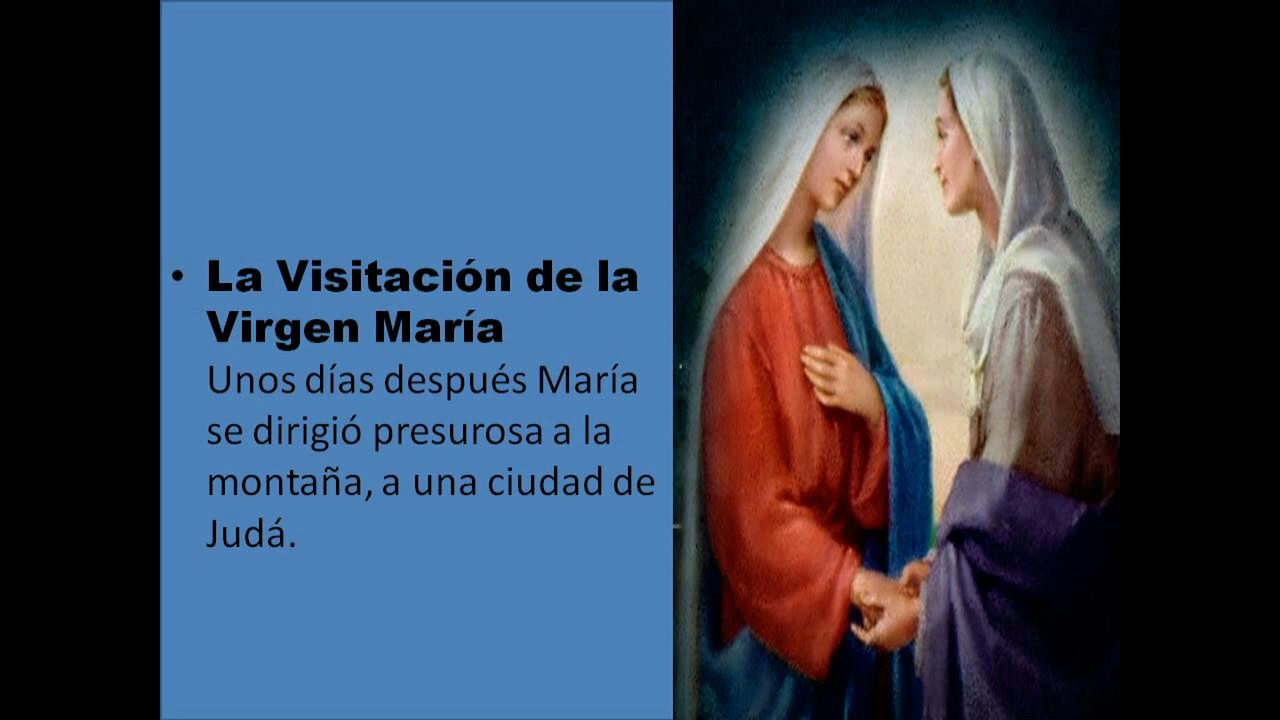 • La Visitación de la
Virgen María
Unos días después María
se dirigió presurosa a la
montaña, a una ciudad de
Judá.